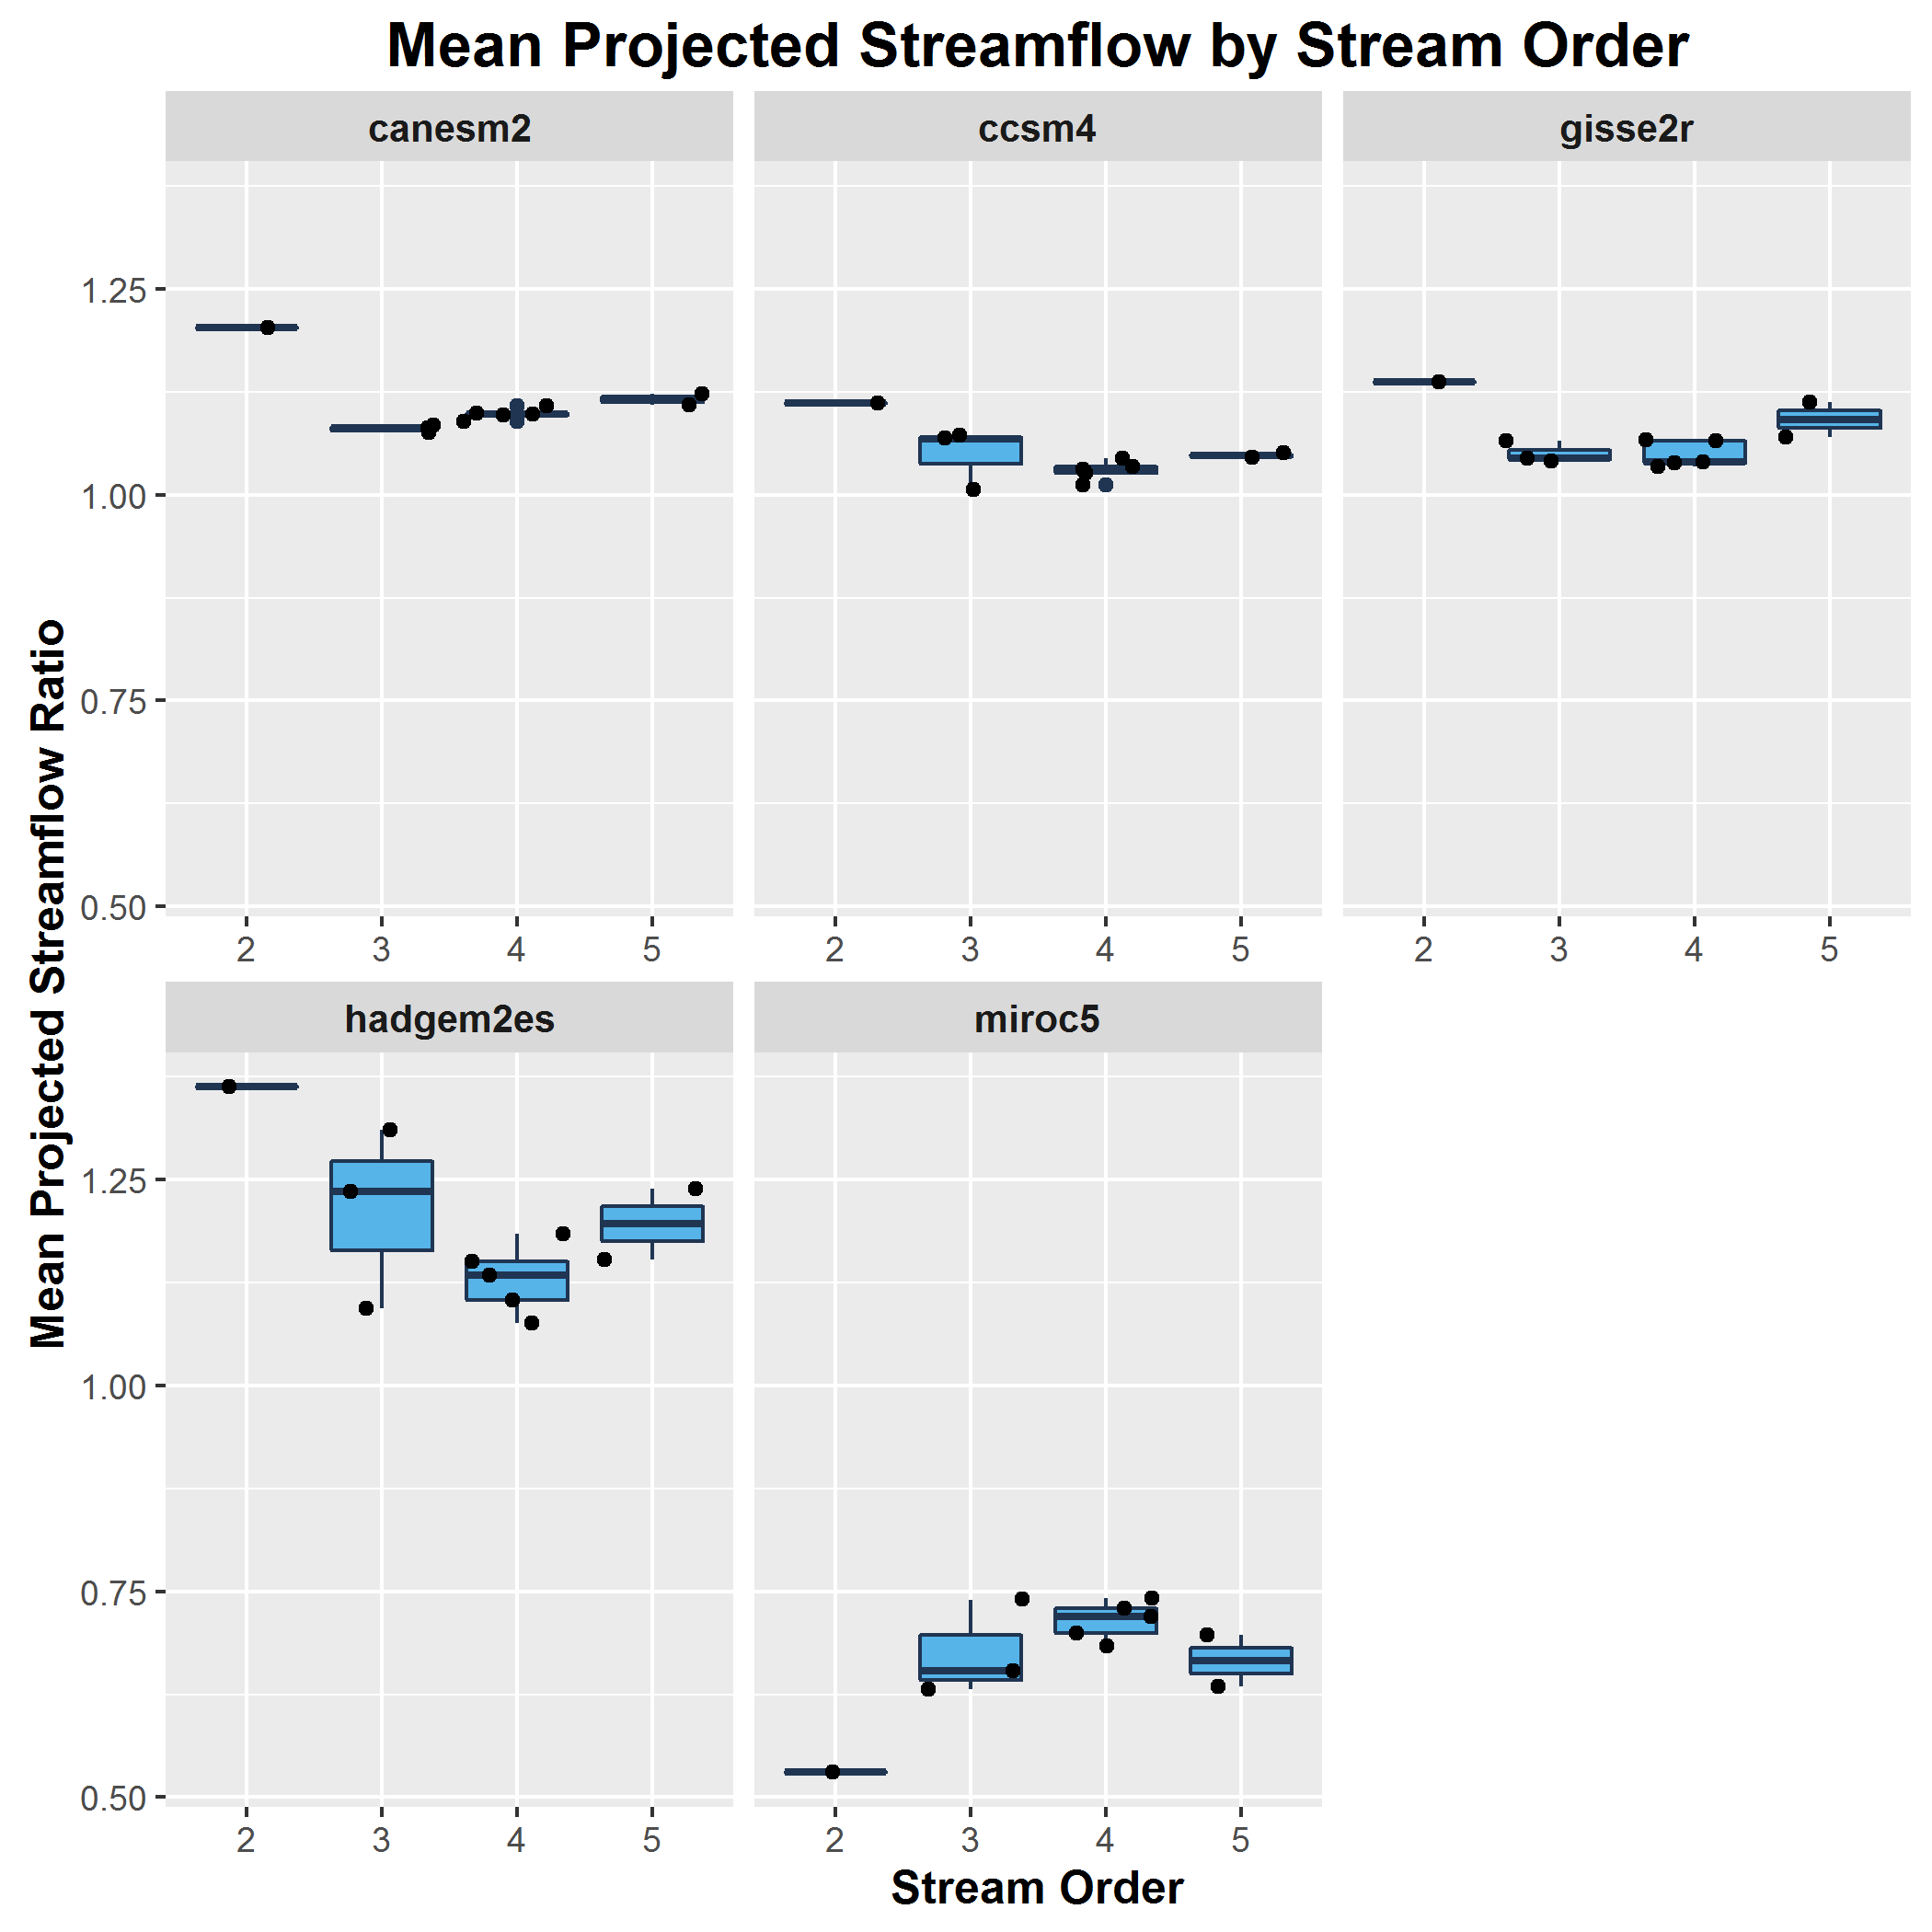 Mean Projected Streamflow by Stream Order
canesm2 ccsm4 gisse2r
1.25
1.00
0.75
0.50
2 3 4 5 2 3 4 5 2 3 4 5
Mean Projected Streamflow Ratio
hadgem2es miroc5
1.25
1.00
0.75
0.50
2 3 4 5 2 3 4 5
Stream Order